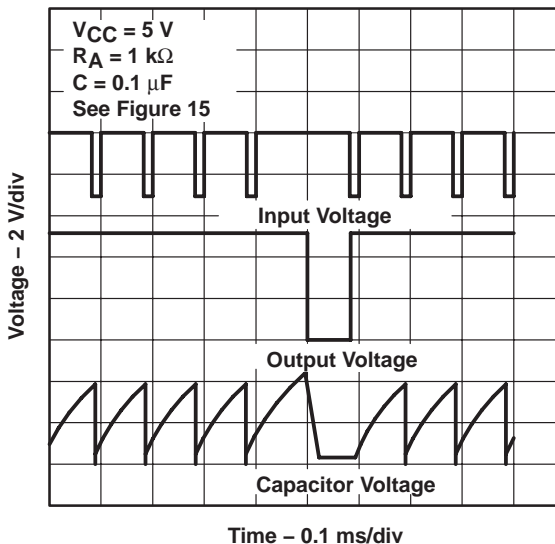 VCC = 5 V
RA = 1 kΩ
C = 0.1 µF
See Figure 15
Voltage – 2 V/div
Input Voltage
Output Voltage
Capacitor Voltage
Time – 0.1 ms/div